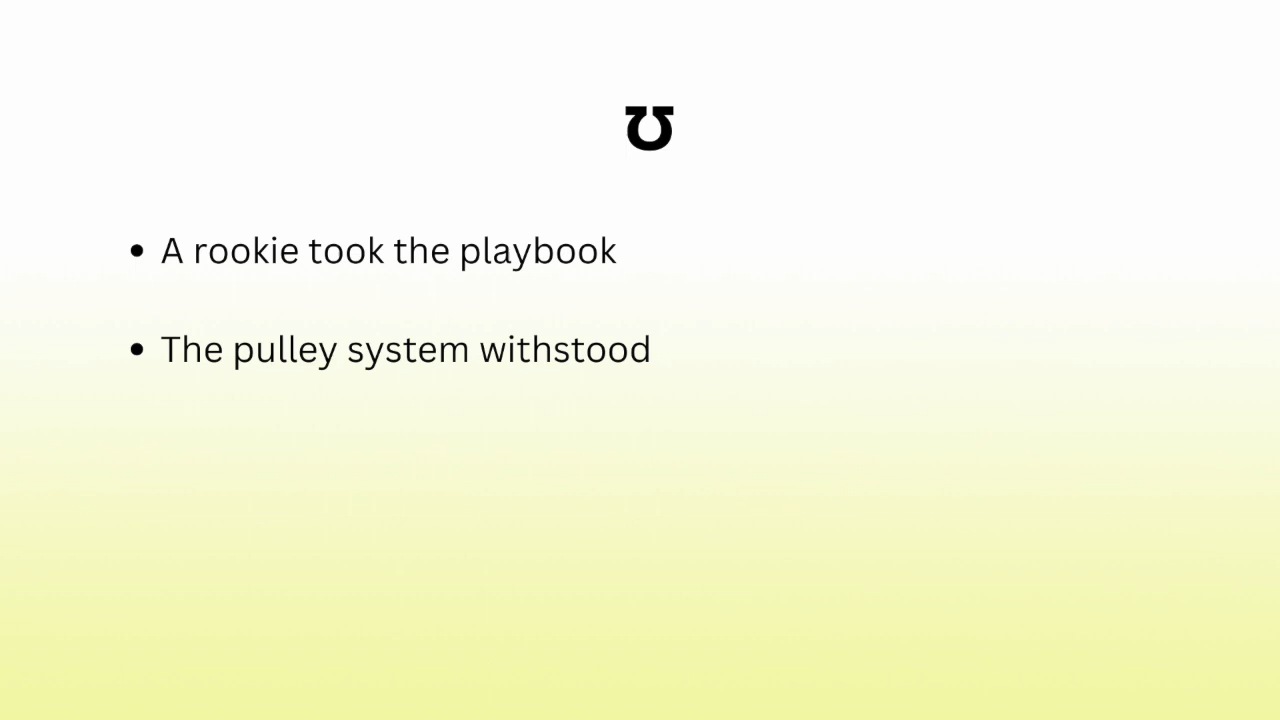 ʊ
• A rookie took the playbook
• The pulley system withstood